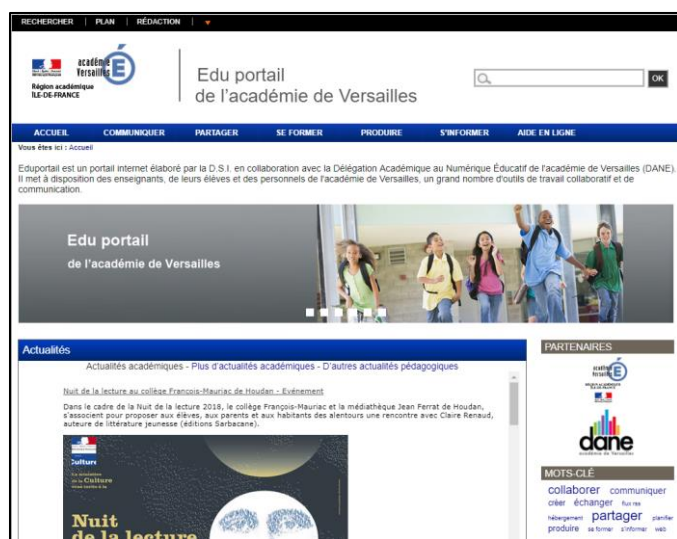 RECHERCHER | PLAN | RÉDACTION |
académie
Versailles
Région académique
ÎLE-DE-FRANCE
Edu portail
de l'académie de Versailles
OK
ACCUEIL COMMUNIQUER PARTAGER SE FORMER PRODUIRE S'INFORMER AIDE EN LIGNE
Vous êtes ici : Accueil
Eduportail est un portail internet élaboré par la D.S.I. en collaboration avec la Délégation Académique au Numérique Éducatif de l'académie de Versailles (DANE).
Il met à disposition des enseignants, de leurs élèves et des personnels de l'académie de Versailles, un grand nombre d'outils de travail collaboratif et de
communication.
Edu portail
de l'académie de Versailles
Actualités
Actualités académiques - Plus d'actualités académiques - D'autres actualités pédagogiques
Nuit de la lecture au collège François-Mauriac de Houdan - Evénement
Dans le cadre de la Nuit de la lecture 2018, le collège François-Mauriac et la médiathèque Jean Ferrat de Houdan,
s'associent pour proposer aux élèves, aux parents et aux habitants des alentours une rencontre avec Claire Renaud,
auteure de littérature jeunesse (éditions Sarbacane).
Culture
Nuit
de la lecture
PARTENAIRES
académie
Versailles
dane
académie de Versailles
MOTS-CLÉ
collaborer communiquer
créer échanger flux rss
hébergement partager planifier
produire se former s'informer web